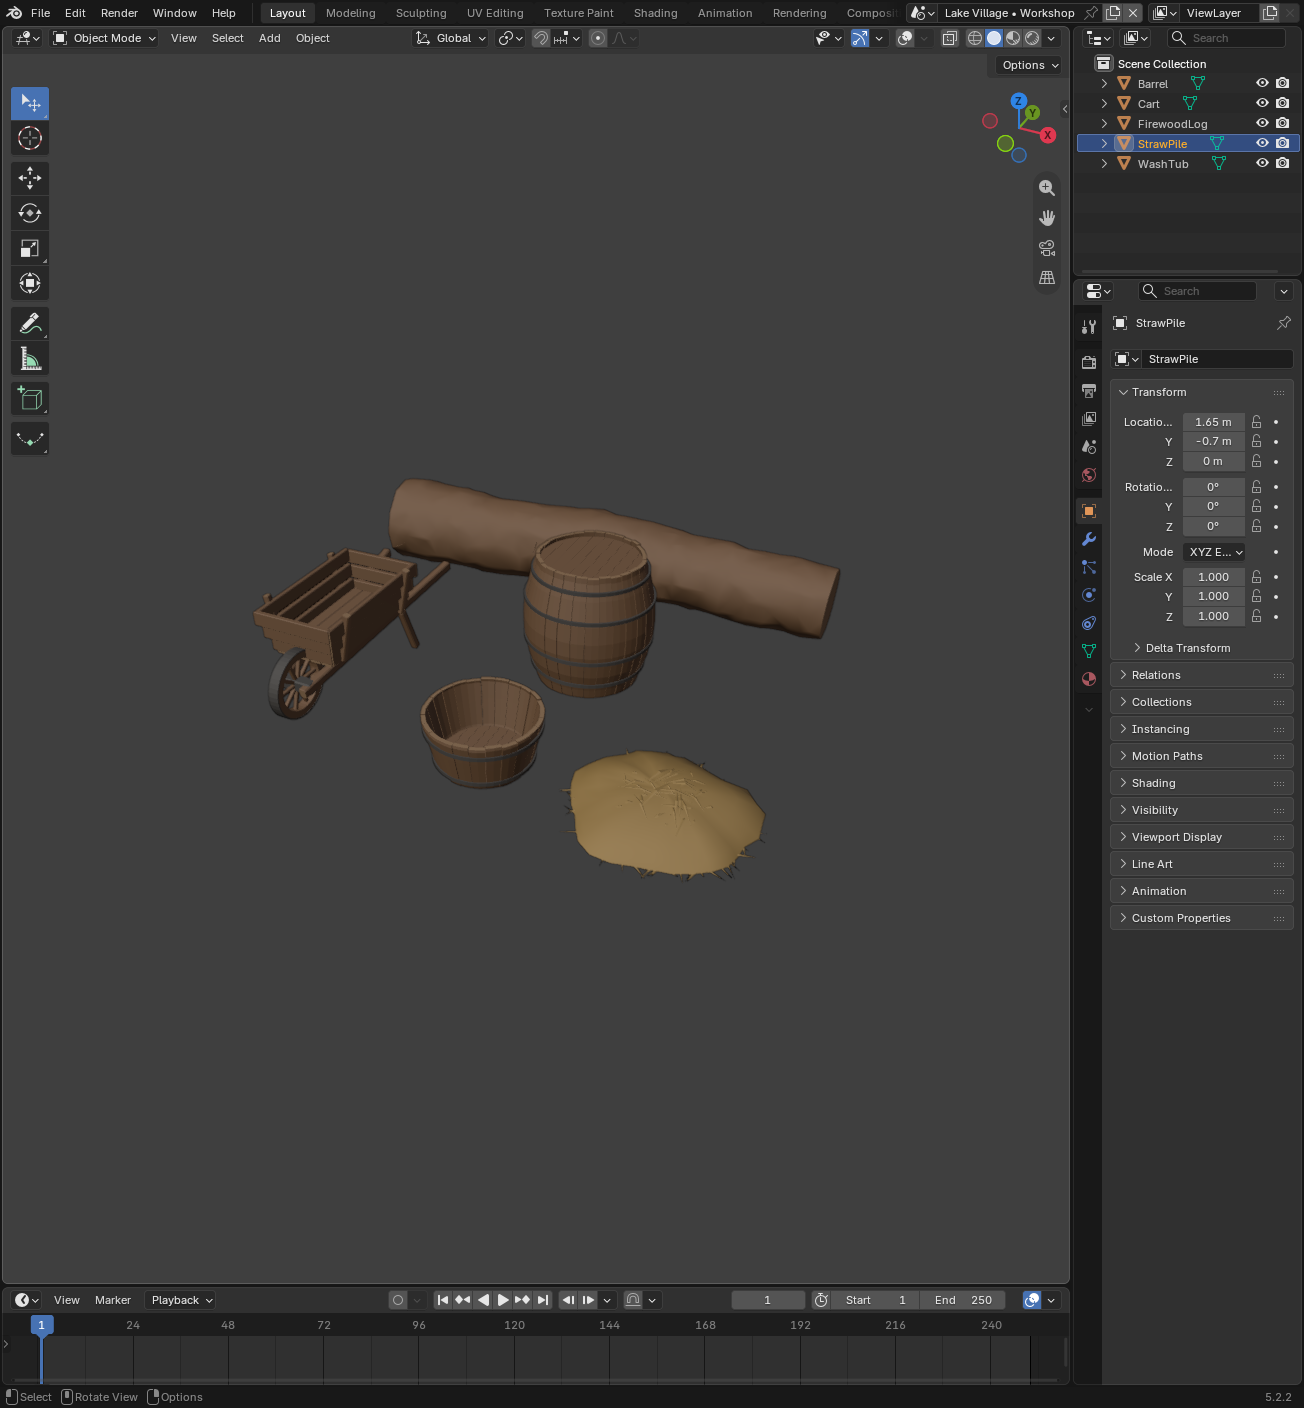 File Edit Render Window Help Layout Modeling Sculpting UV Editing Texture Paint Shading Animation Rendering Composit Lake Village • Workshop ViewLayer
Object Mode View Select Add Object Global
Search
Options
Scene Collection
Barrel
Cart
FirewoodLog
StrawPile
WashTub
Z
Y
X
Search
StrawPile
StrawPile
Transform
Locatio... 1.65 m
Y -0.7 m
Z 0 m
Rotatio... 0°
Y 0°
Z 0°
Mode XYZ E...
Scale X 1.000
Y 1.000
Z 1.000
Delta Transform
Relations
Collections
Instancing
Motion Paths
Shading
Visibility
Viewport Display
Line Art
Animation
Custom Properties
View Marker Playback 1 Start 1 End 250
1 24 48 72 96 120 144 168 192 216 240
Select Rotate View Options 5.2.2